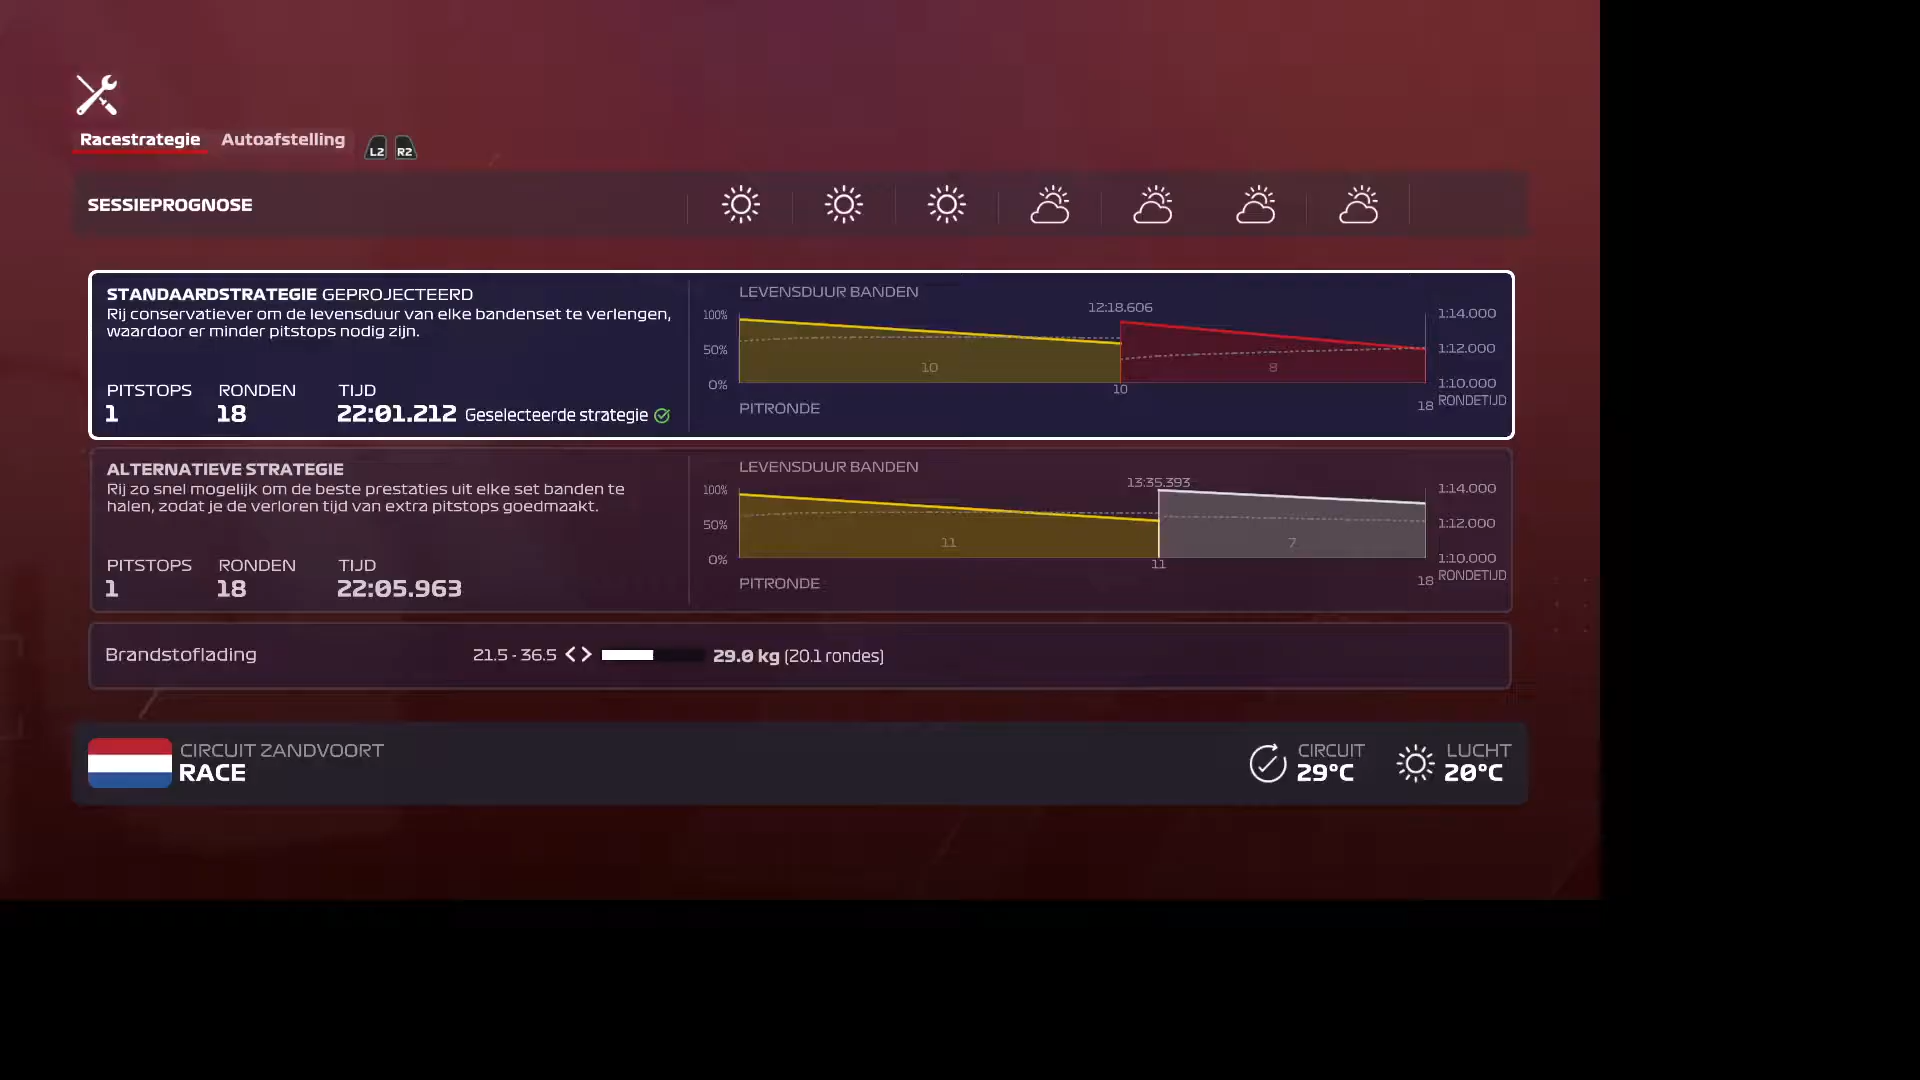 Racestrategie Autoafstelling L2 R2
SESSIEPROGNOSE
STANDAARDSTRATEGIE GEPROJECTEERD
Rij conservatiever om de levensduur van elke bandenset te verlengen,
waardoor er minder pitstops nodig zijn.
PITSTOPS RONDEN TIJD
1 18 22:01.212 Geselecteerde strategie
LEVENSDUUR BANDEN
12:18.606
100% 1:14.000
50% 1:12.000
10 8
0% 1:10.000
10
PITRONDE 18 RONDETIJD
ALTERNATIEVE STRATEGIE
Rij zo snel mogelijk om de beste prestaties uit elke set banden te
halen, zodat je de verloren tijd van extra pitstops goedmaakt.
PITSTOPS RONDEN TIJD
1 18 22:05.963
LEVENSDUUR BANDEN
13:35.393
100% 1:14.000
50% 1:12.000
11 7
0% 1:10.000
11
PITRONDE 18 RONDETIJD
Brandstoflading 21.5 - 36.5 29.0 kg (20.1 rondes)
CIRCUIT ZANDVOORT
RACE
CIRCUIT
29°C
LUCHT
20°C